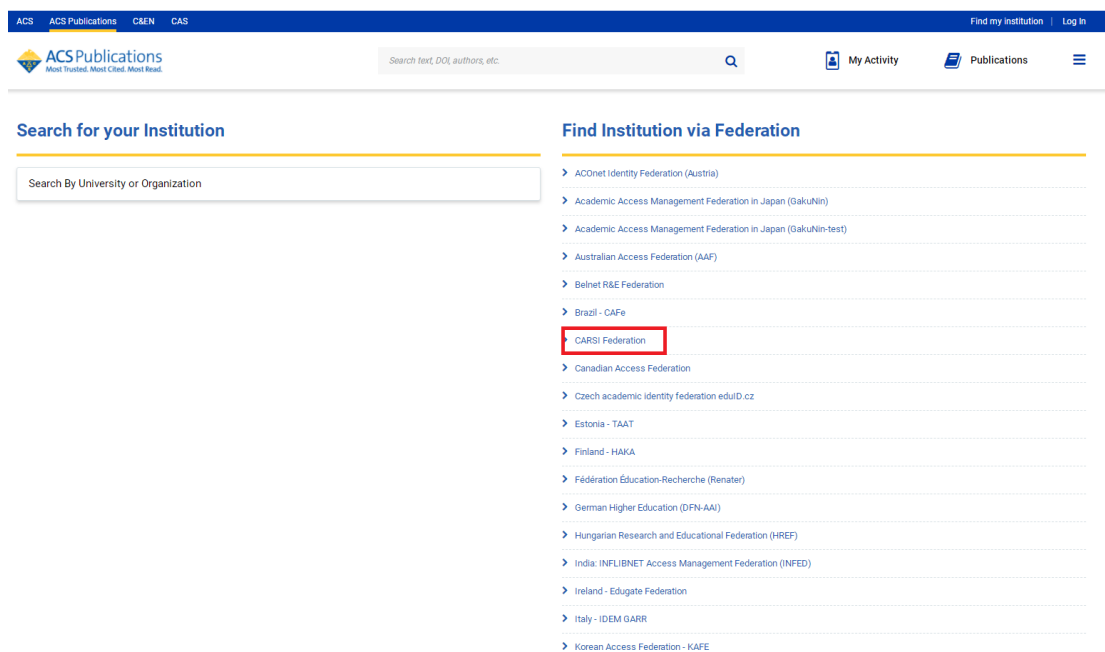 ACS ACS Publications C&EN CAS Find my institution | Log In
ACS Publications
Most Trusted. Most Cited. Most Read.
Search text, DOI, authors, etc.
My Activity
Publications
Search for your Institution
Search By University or Organization
Find Institution via Federation
ACOnet Identity Federation (Austria)
Academic Access Management Federation in Japan (GakuNin)
Academic Access Management Federation in Japan (GakuNin-test)
Australian Access Federation (AAF)
Belnet R&E Federation
Brazil - CAFe
CARSI Federation
Canadian Access Federation
Czech academic identity federation eduID.cz
Estonia - TAAT
Finland - HAKA
Fédération Éducation-Recherche (Renater)
German Higher Education (DFN-AAI)
Hungarian Research and Educational Federation (HREF)
India: INFLIBNET Access Management Federation (INFED)
Ireland - Edugate Federation
Italy - IDEM GARR
Korean Access Federation - KAFE